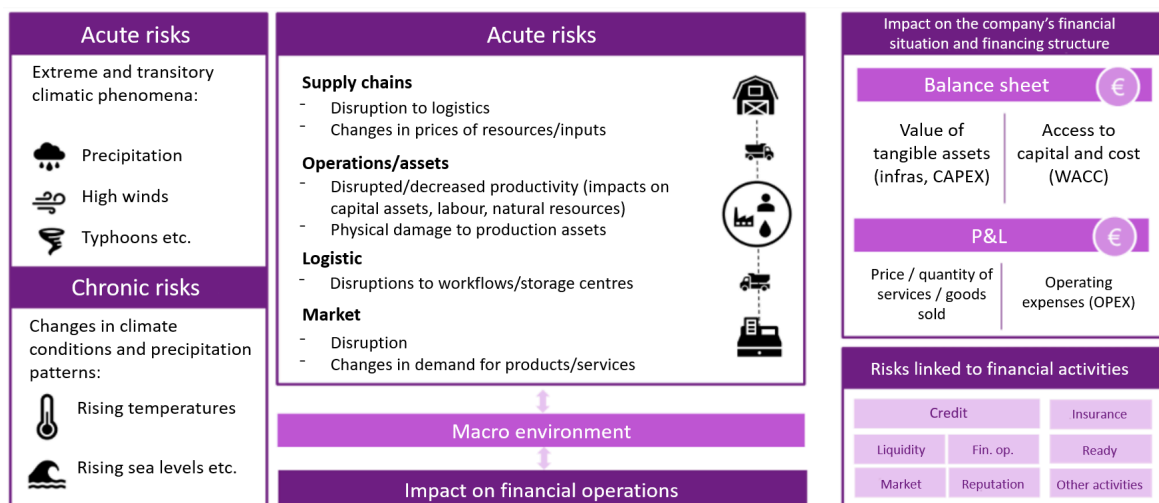 Acute risks
Extreme and transitory
climatic phenomena:
Precipitation
High winds
Typhoons etc.
Chronic risks
Changes in climate
conditions and precipitation
patterns:
Rising temperatures
Rising sea levels etc.
Acute risks
Supply chains
- Disruption to logistics
- Changes in prices of resources/inputs
Operations/assets
- Disrupted/decreased productivity (impacts on
capital assets, labour, natural resources)
- Physical damage to production assets
Logistic
- Disruptions to workflows/storage centres
Market
- Disruption
- Changes in demand for products/services
Macro environment
Impact on financial operations
Impact on the company's financial
situation and financing structure
Balance sheet €
Value of
tangible assets
(infras, CAPEX)
Access to
capital and cost
(WACC)
P&L €
Price / quantity of
services / goods
sold
Operating
expenses (OPEX)
Risks linked to financial activities
Credit
Insurance
Liquidity
Fin. op.
Ready
Market
Reputation
Other activities